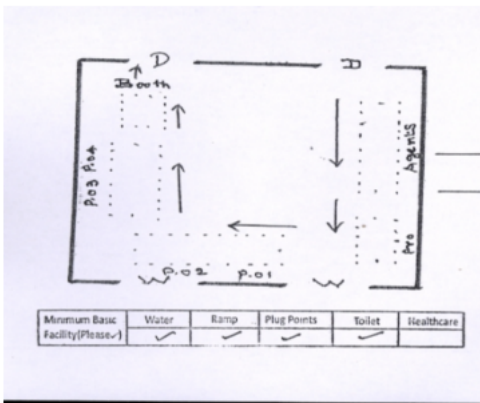 D D
Booth
P.03 P.04
Agents
Pro
P.02 P.01
W W
Minimum Basic Facility(Please✓) Water Ramp Plug Points Toilet Healthcare
✓ ✓ ✓ ✓